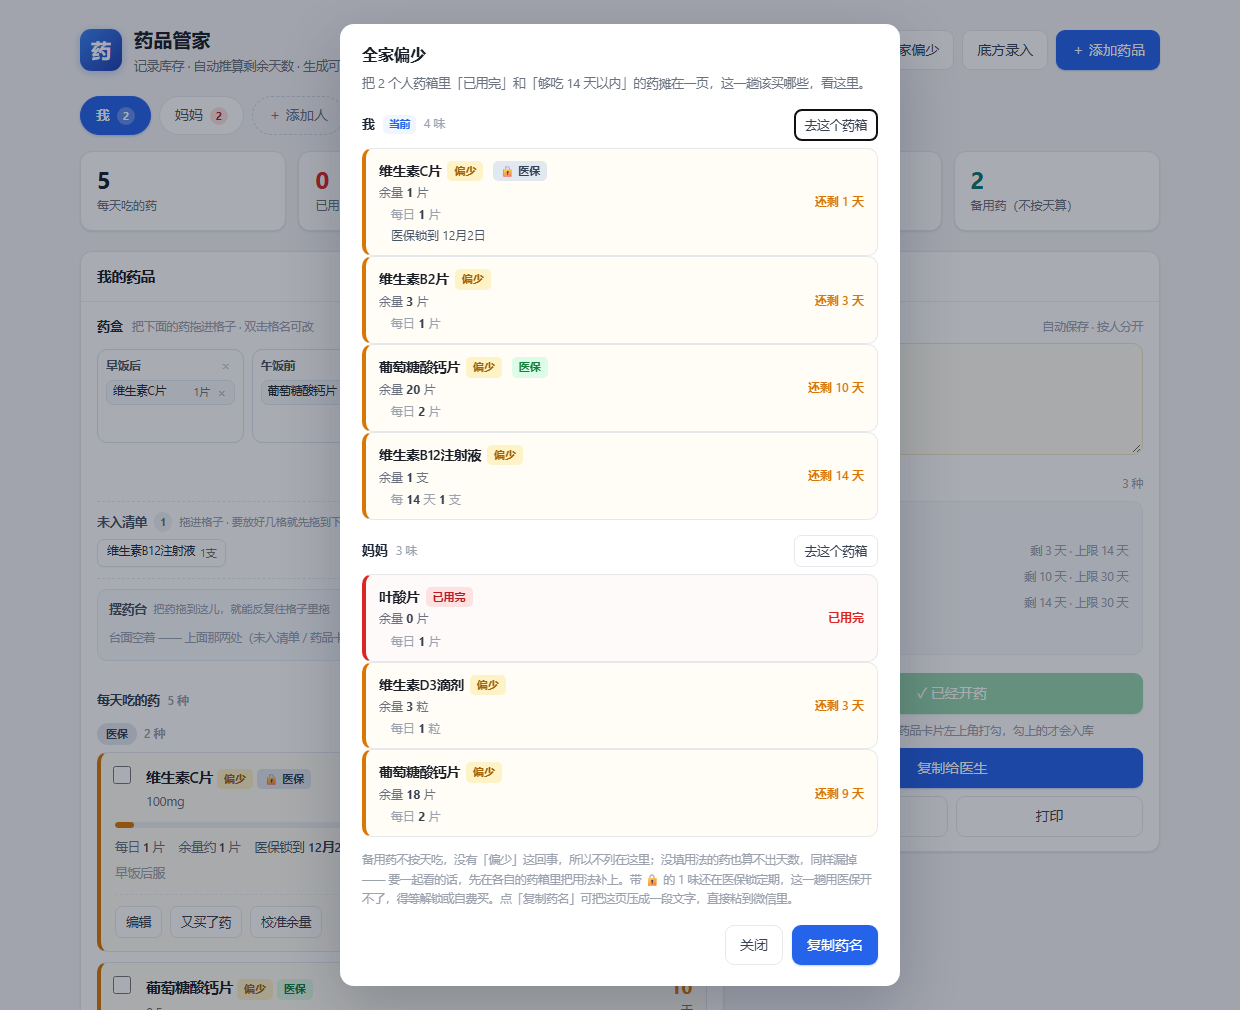 药
药品管家
记录库存 · 自动推算剩余天数 · 生成可
家偏少
底方录入
＋ 添加药品
我 2
妈妈 2
＋ 添加人
5
每天吃的药
0
已用
2
备用药（不按天算）
我的药品
药盒 把下面的药拖进格子 · 双击格名可改
早饭后 ×
维生素C片 1片 ×
午饭前
葡萄糖酸钙片
未入清单 1 拖进格子 · 要放好几格就先拖到下
维生素B12注射液 1支
摆药台 把药拖到这儿，就能反复往格子里拖
台面空着 —— 上面那两处（未入清单 / 药品卡
每天吃的药 5 种
医保 2 种
维生素C片 偏少 🔒 医保
100mg
每日 1 片 余量约 1 片 医保锁到 12月2
早饭后服
编辑 又买了药 校准余量
葡萄糖酸钙片 偏少 医保
10
天
自动保存 · 按人分开
3 种
剩 3 天 · 上限 14 天
剩 10 天 · 上限 30 天
剩 14 天 · 上限 30 天
✓ 已经开药
药品卡片左上角打勾，勾上的才会入库
复制给医生
打印
全家偏少
把 2 个人药箱里「已用完」和「够吃 14 天以内」的药摊在一页，这一趟该买哪些，看这里。
我 当前 4 味 去这个药箱
维生素C片 偏少 🔒 医保
余量 1 片
每日 1 片
医保锁到 12月2日
还剩 1 天
维生素B2片 偏少
余量 3 片
每日 1 片
还剩 3 天
葡萄糖酸钙片 偏少 医保
余量 20 片
每日 2 片
还剩 10 天
维生素B12注射液 偏少
余量 1 支
每 14 天 1 支
还剩 14 天
妈妈 3 味 去这个药箱
叶酸片 已用完
余量 0 片
每日 1 片
已用完
维生素D3滴剂 偏少
余量 3 粒
每日 1 粒
还剩 3 天
葡萄糖酸钙片 偏少
余量 18 片
每日 2 片
还剩 9 天
备用药不按天吃，没有「偏少」这回事，所以不列在这里；没填用法的药也算不出天数，同样漏掉
—— 要一起看的话，先在各自的药箱里把用法补上。带 🔒 的 1 味还在医保锁定期，这一趟用医保开
不了，得等解锁或自费买。点「复制药名」可把这页压成一段文字，直接粘到微信里。
关闭
复制药名